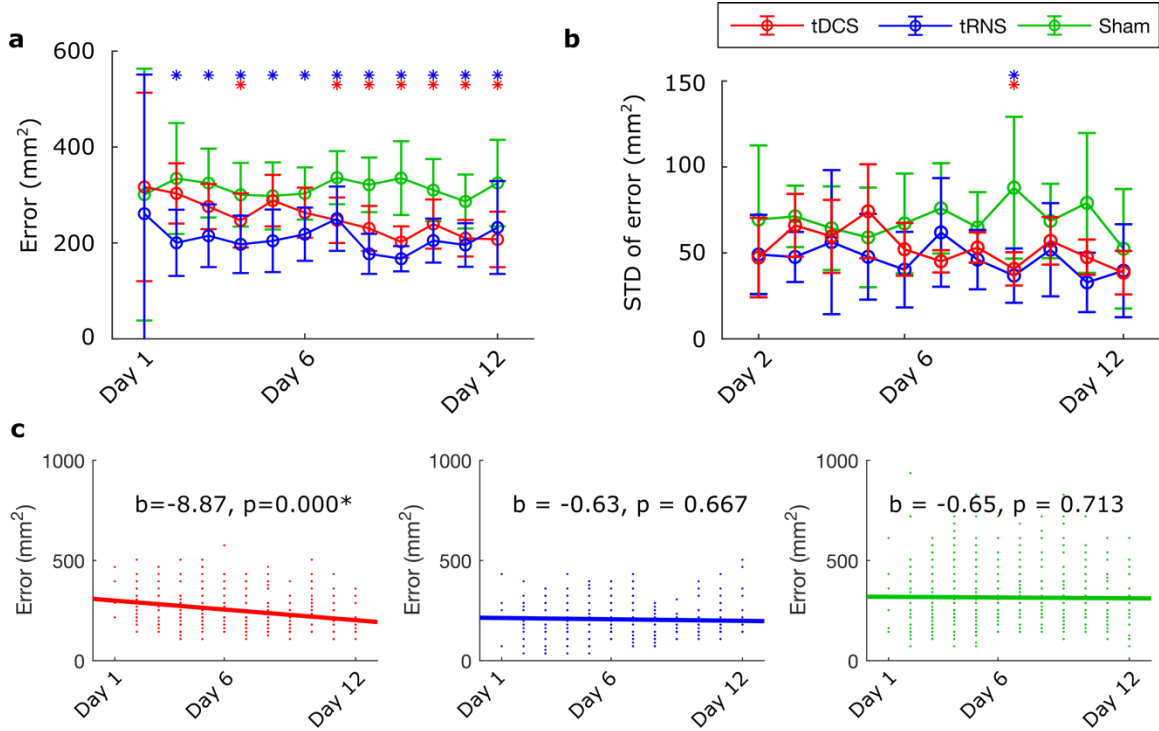 tDCS tRNS Sham
a
b
600
400
200
0
Error (mm²)
Day 1
Day 6
Day 12
150
100
50
0
STD of error (mm²)
Day 2
Day 6
Day 12
c
1000
500
0
Error (mm²)
b=-8.87, p=0.000*
Day 1
Day 6
Day 12
1000
500
0
Error (mm²)
b = -0.63, p = 0.667
Day 1
Day 6
Day 12
1000
500
0
Error (mm²)
b = -0.65, p = 0.713
Day 1
Day 6
Day 12